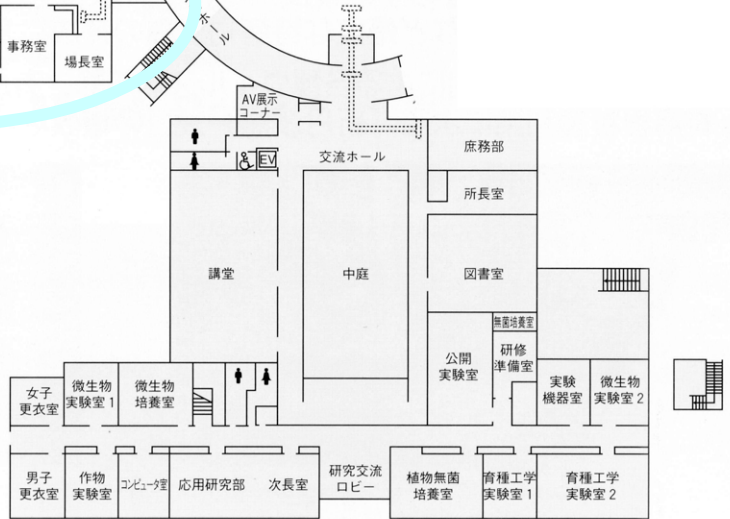 ホール
事務室
場長室
AV展示
コーナー
EV
交流ホール
庶務部
所長室
講堂
中庭
図書室
無菌培養室
公開
実験室
研修
準備室
女子
更衣室
微生物
実験室1
微生物
培養室
実験
機器室
微生物
実験室2
男子
更衣室
作物
実験室
コンピュータ室
応用研究部
次長室
研究交流
ロビー
植物無菌
培養室
育種工学
実験室1
育種工学
実験室2